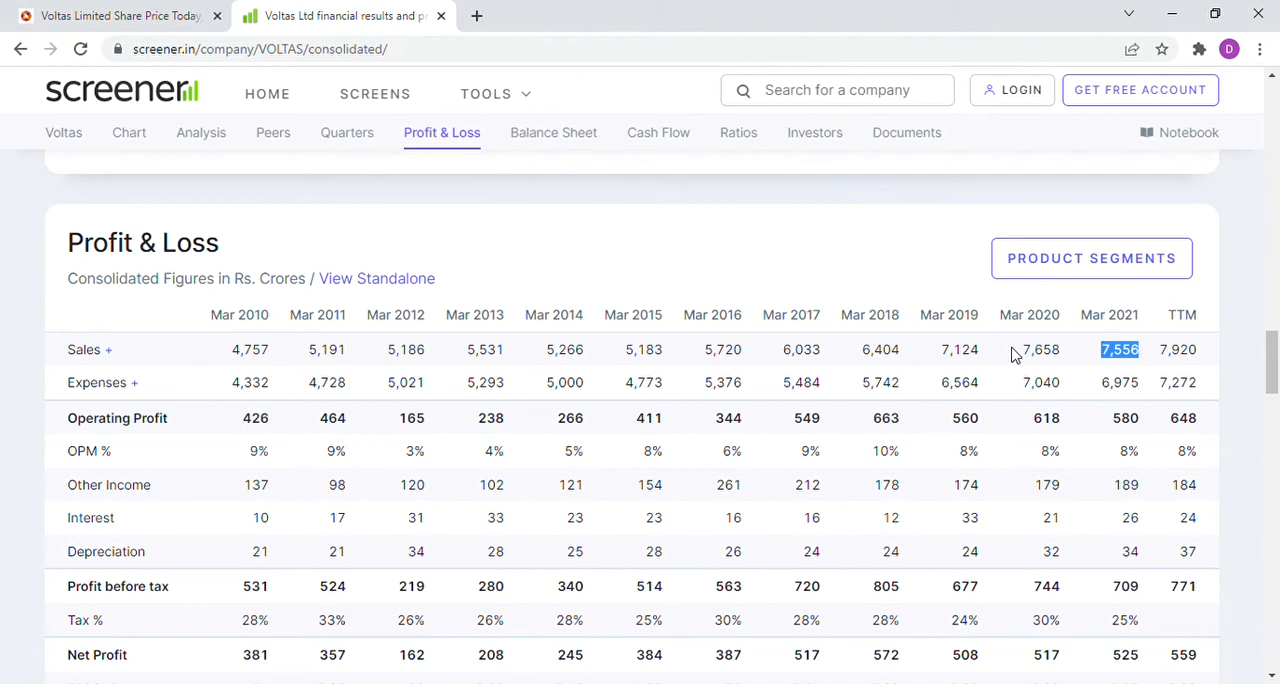 Voltas Limited Share Price Today,
Voltas Ltd financial results and pr
screener.in/company/VOLTAS/consolidated/
D
screener
HOME SCREENS TOOLS
Search for a company
LOGIN
GET FREE ACCOUNT
Voltas Chart Analysis Peers Quarters Profit & Loss Balance Sheet Cash Flow Ratios Investors Documents Notebook
Profit & Loss
PRODUCT SEGMENTS
Consolidated Figures in Rs. Crores / View Standalone
Mar 2010 Mar 2011 Mar 2012 Mar 2013 Mar 2014 Mar 2015 Mar 2016 Mar 2017 Mar 2018 Mar 2019 Mar 2020 Mar 2021 TTM
Sales + 4,757 5,191 5,186 5,531 5,266 5,183 5,720 6,033 6,404 7,124 7,658 7,556 7,920
Expenses + 4,332 4,728 5,021 5,293 5,000 4,773 5,376 5,484 5,742 6,564 7,040 6,975 7,272
Operating Profit 426 464 165 238 266 411 344 549 663 560 618 580 648
OPM % 9% 9% 3% 4% 5% 8% 6% 9% 10% 8% 8% 8% 8%
Other Income 137 98 120 102 121 154 261 212 178 174 179 189 184
Interest 10 17 31 33 23 23 16 16 12 33 21 26 24
Depreciation 21 21 34 28 25 28 26 24 24 24 32 34 37
Profit before tax 531 524 219 280 340 514 563 720 805 677 744 709 771
Tax % 28% 33% 26% 26% 28% 25% 30% 28% 28% 24% 30% 25%
Net Profit 381 357 162 208 245 384 387 517 572 508 517 525 559